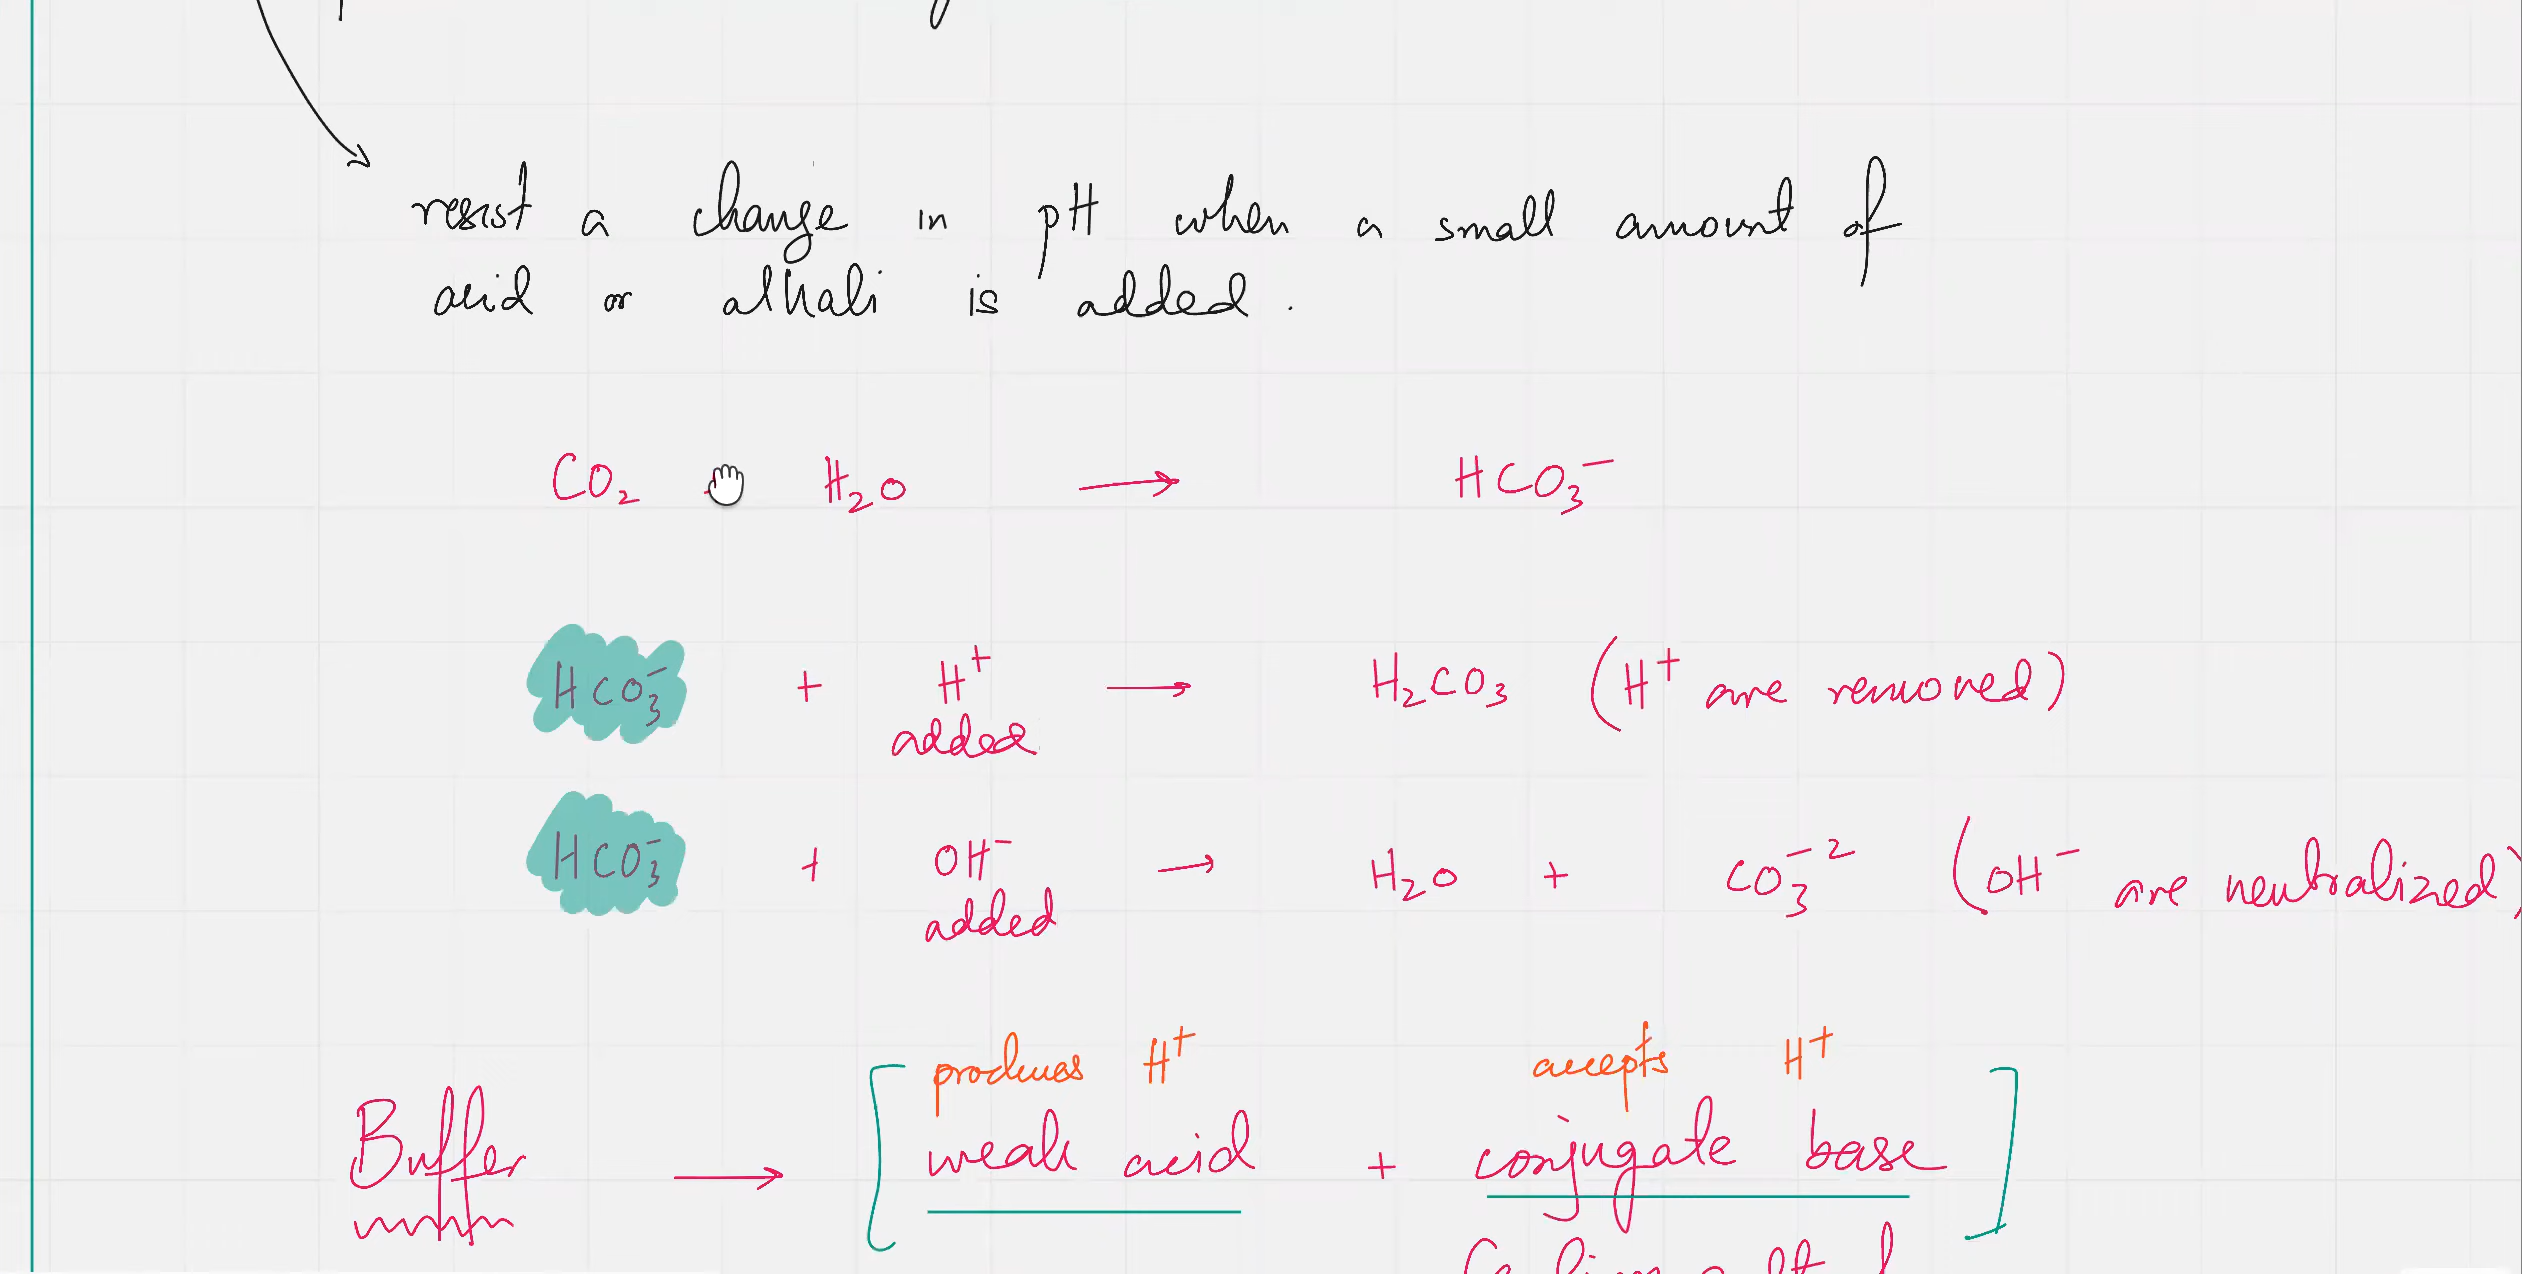 resist a change in pH when a small amount of
acid or alkali is added.
CO₂ H₂O → HCO₃⁻
HCO₃⁻ + H⁺ → H₂CO₃ (H⁺ are removed)
added
HCO₃⁻ + OH⁻ → H₂O + CO₃⁻² (OH⁻ are neutralized)
added
produces H⁺ accepts H⁺
Buffer → [weak acid + conjugate base]